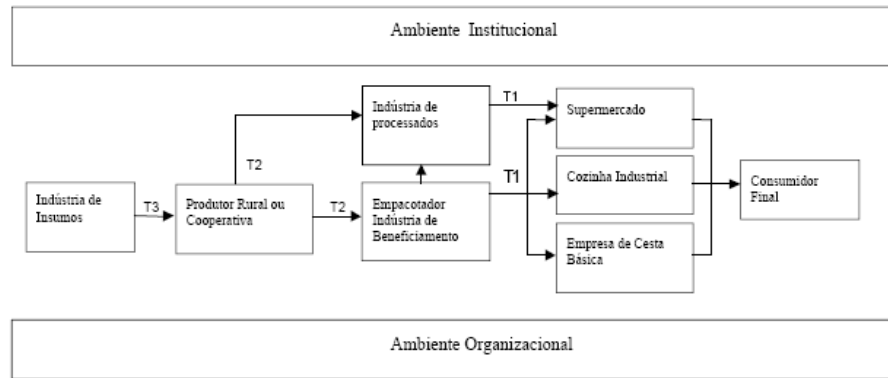 Ambiente Institucional
Indústria de
processados
T1
Supermercado
T2
T1
Cozinha Industrial
Consumidor
Final
Indústria de
Insumos
T3
Produtor Rural ou
Cooperativa
T2
Empacotador
Indústria de
Beneficiamento
Empresa de Cesta
Básica
Ambiente Organizacional